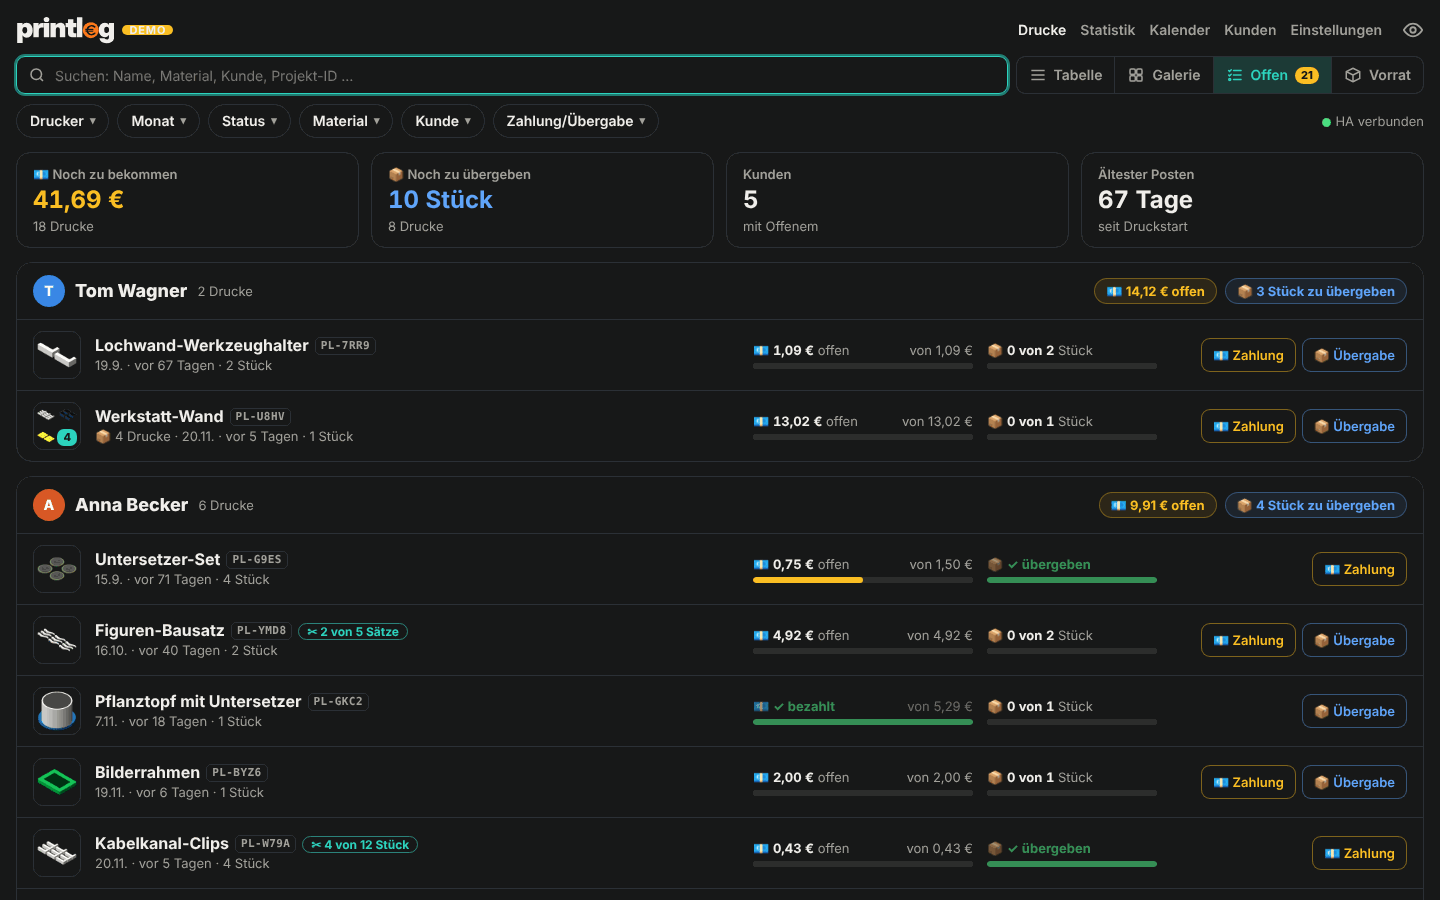 printl€g DEMO
Drucke Statistik Kalender Kunden Einstellungen
Suchen: Name, Material, Kunde, Projekt-ID ...
Tabelle Galerie Offen 21 Vorrat
Drucker ▾ Monat ▾ Status ▾ Material ▾ Kunde ▾ Zahlung/Übergabe ▾
HA verbunden
Noch zu bekommen
41,69 €
18 Drucke
Noch zu übergeben
10 Stück
8 Drucke
Kunden
5
mit Offenem
Ältester Posten
67 Tage
seit Druckstart
T Tom Wagner 2 Drucke 14,12 € offen 3 Stück zu übergeben
Lochwand-Werkzeughalter PL-7RR9
19.9. · vor 67 Tagen · 2 Stück
1,09 € offen von 1,09 € 0 von 2 Stück Zahlung Übergabe
Werkstatt-Wand PL-U8HV
4 4 Drucke · 20.11. · vor 5 Tagen · 1 Stück
13,02 € offen von 13,02 € 0 von 1 Stück Zahlung Übergabe
A Anna Becker 6 Drucke 9,91 € offen 4 Stück zu übergeben
Untersetzer-Set PL-G9ES
15.9. · vor 71 Tagen · 4 Stück
0,75 € offen von 1,50 € ✓ übergeben Zahlung
Figuren-Bausatz PL-YMD8 ✂ 2 von 5 Sätze
16.10. · vor 40 Tagen · 2 Stück
4,92 € offen von 4,92 € 0 von 2 Stück Zahlung Übergabe
Pflanztopf mit Untersetzer PL-GKC2
7.11. · vor 18 Tagen · 1 Stück
✓ bezahlt von 5,29 € 0 von 1 Stück Übergabe
Bilderrahmen PL-BYZ6
19.11. · vor 6 Tagen · 1 Stück
2,00 € offen von 2,00 € 0 von 1 Stück Zahlung Übergabe
Kabelkanal-Clips PL-W79A ✂ 4 von 12 Stück
20.11. · vor 5 Tagen · 4 Stück
0,43 € offen von 0,43 € ✓ übergeben Zahlung